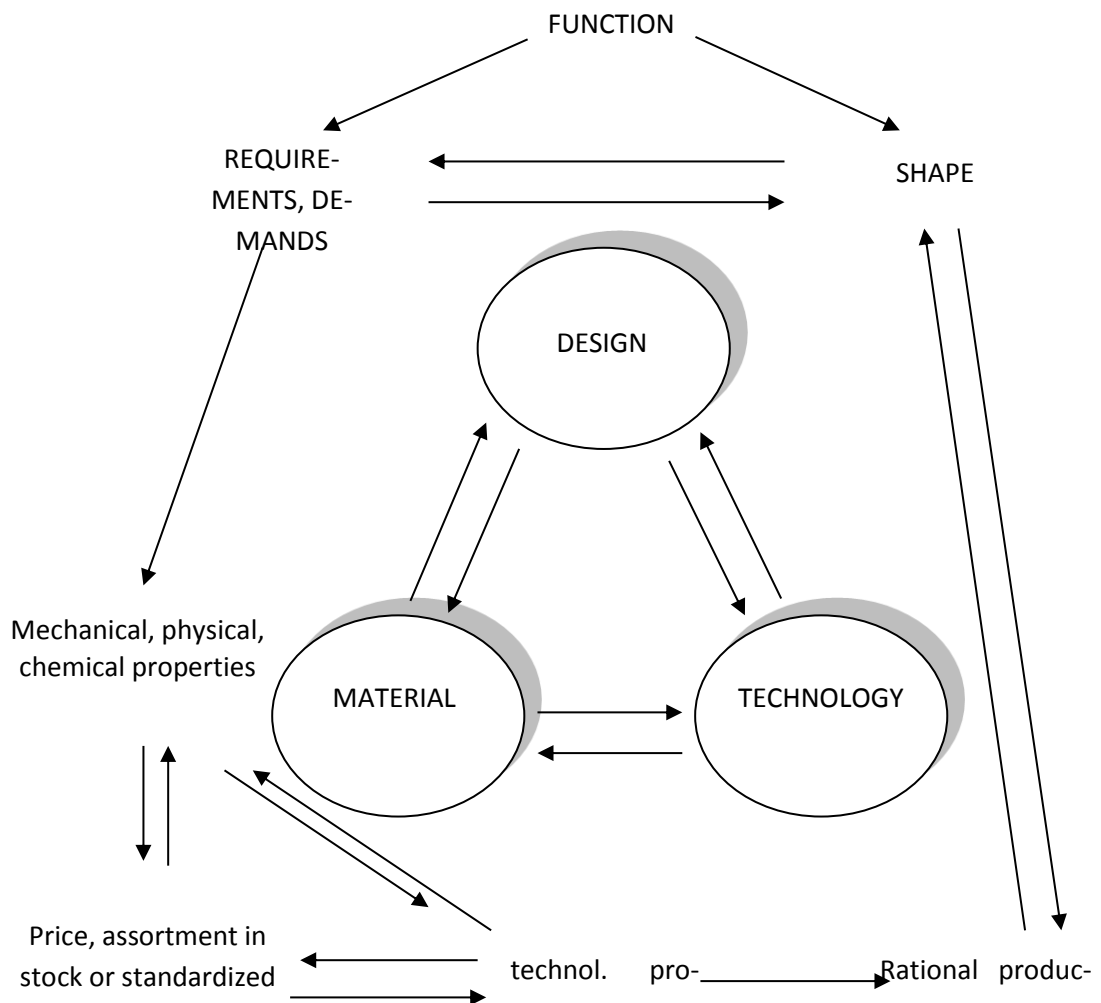 FUNCTION
REQUIRE-
MENTS, DE-
MANDS
SHAPE
DESIGN
Mechanical, physical,
chemical properties
MATERIAL
TECHNOLOGY
Price, assortment in
stock or standardized
technol. pro-
Rational produc-